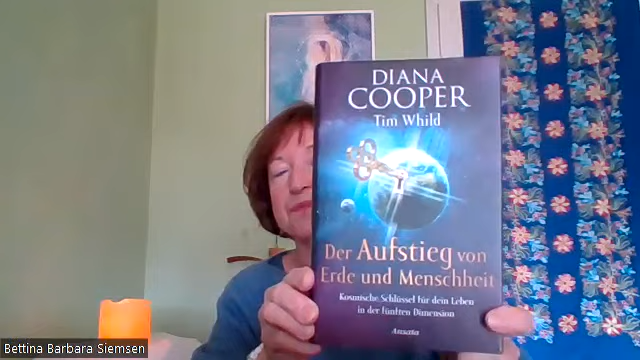 DIANA
COOPER
Tim Whild
Der Aufstieg von
Erde und Menschheit
Kosmische Schlüssel für dein Leben
in der fünften Dimension
Ansata
Bettina Barbara Siemsen